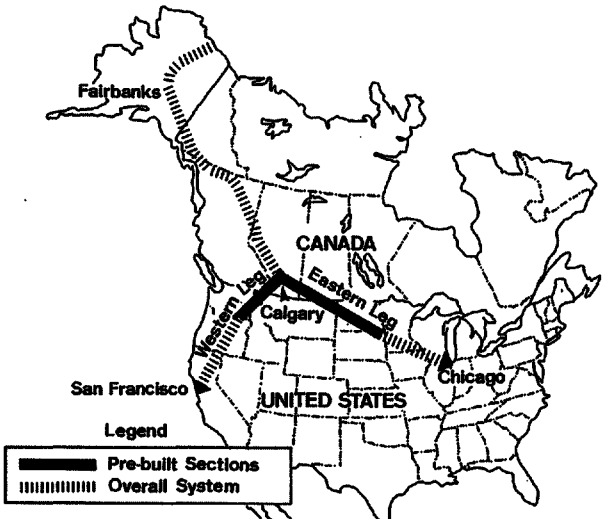 Fairbanks
CANADA
Western Leg
Eastern Leg
Calgary
San Francisco
Chicago
UNITED STATES
Legend
Pre-built Sections
Overall System